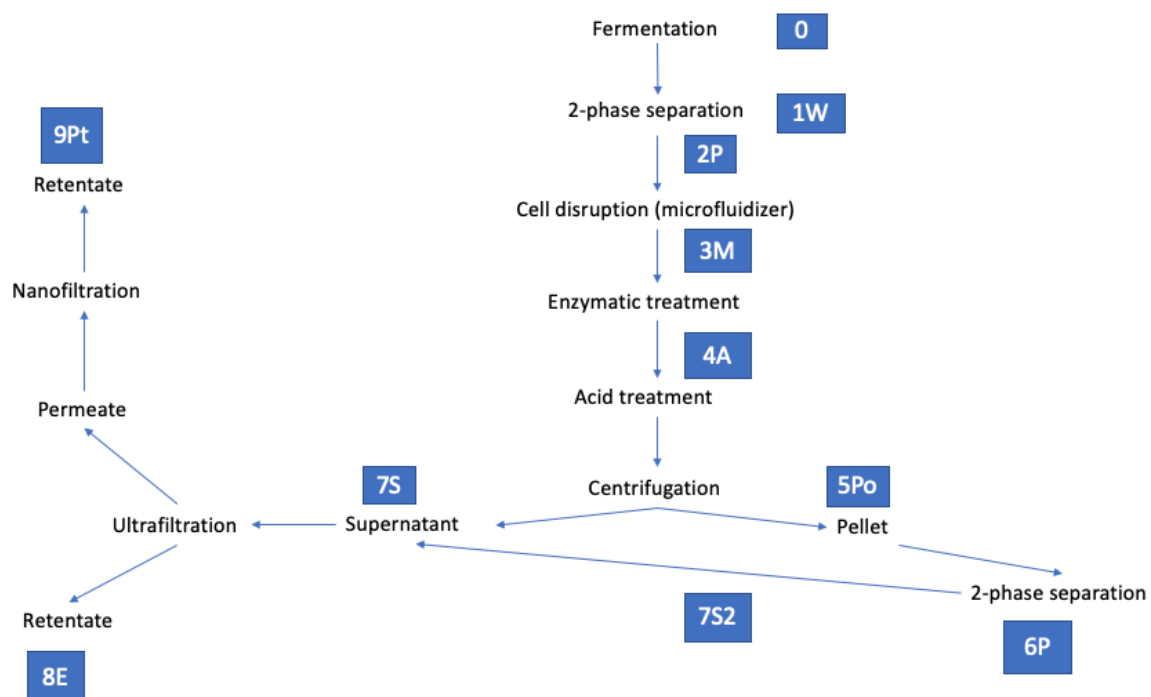 Fermentation
0
2-phase separation
1W
9Pt
2P
Retentate
Cell disruption (microfluidizer)
3M
Nanofiltration
Enzymatic treatment
4A
Acid treatment
Permeate
7S
Centrifugation
5Po
Ultrafiltration
Supernatant
Pellet
2-phase separation
7S2
Retentate
6P
8E